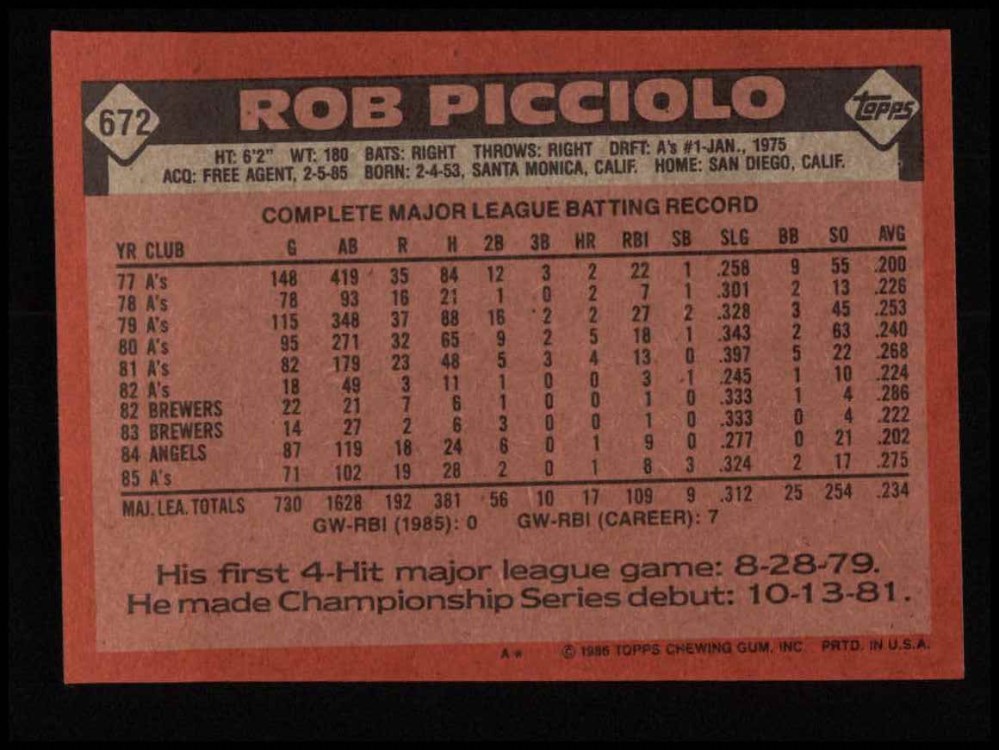 672 ROB PICCIOLO topps
HT: 6'2" WT: 180 BATS: RIGHT THROWS: RIGHT DRFT: A's #1-JAN., 1975
ACQ: FREE AGENT, 2-5-85 BORN: 2-4-53, SANTA MONICA, CALIF. HOME: SAN DIEGO, CALIF.
COMPLETE MAJOR LEAGUE BATTING RECORD
YR CLUB G AB R H 2B 3B HR RBI SB SLG BB SO AVG
77 A's 148 419 35 84 12 3 2 22 1 .258 9 55 .200
78 A's 78 93 16 21 1 0 2 7 1 .301 2 13 .226
79 A's 115 348 37 88 16 2 2 27 2 .328 3 45 .253
80 A's 95 271 32 65 9 2 5 18 1 .343 2 63 .240
81 A's 82 179 23 48 5 3 4 13 0 .397 5 22 .268
82 A's 18 49 3 11 1 0 0 3 1 .245 1 10 .224
82 BREWERS 22 21 7 6 1 0 0 1 0 .333 1 4 .286
83 BREWERS 14 27 2 6 3 0 0 1 0 .333 0 4 .222
84 ANGELS 87 119 18 24 6 0 1 9 0 .277 0 21 .202
85 A's 71 102 19 28 2 0 1 8 3 .324 2 17 .275
MAJ. LEA. TOTALS 730 1628 192 381 56 10 17 109 9 .312 25 254 .234
GW-RBI (1985): 0 GW-RBI (CAREER): 7
His first 4-Hit major league game: 8-28-79.
He made Championship Series debut: 10-13-81.
A* © 1986 TOPPS CHEWING GUM, INC. PRTD. IN U.S.A.